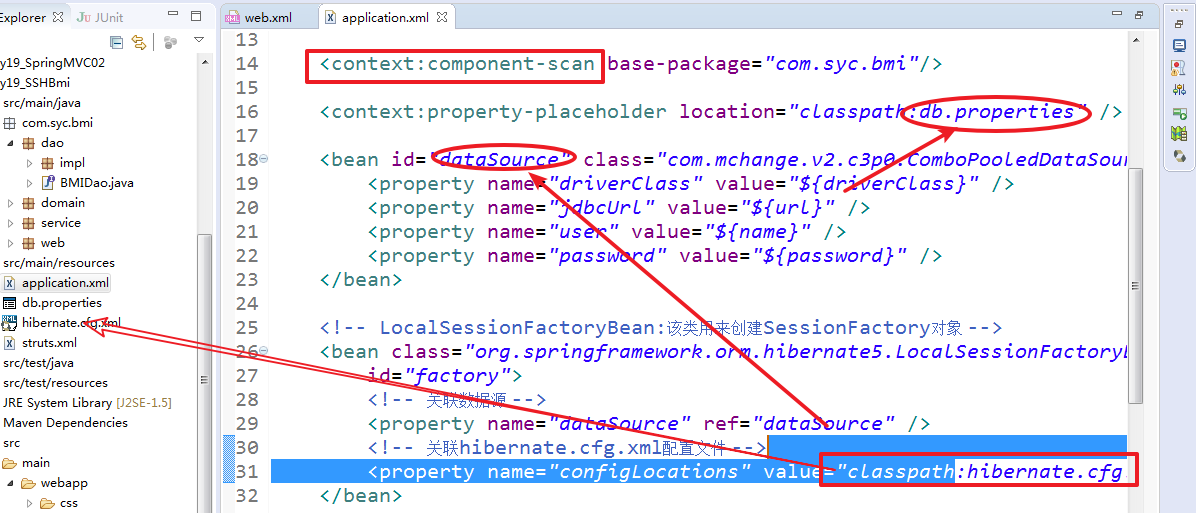 Explorer JUnit
y19_SpringMVC02
y19_SSHBmi
src/main/java
com.syc.bmi
dao
impl
BMIDao.java
domain
service
web
src/main/resources
application.xml
db.properties
hibernate.cfg.xml
struts.xml
src/test/java
src/test/resources
JRE System Library [J2SE-1.5]
Maven Dependencies
src
main
webapp
css
web.xml application.xml
13
14 <context:component-scan base-package="com.syc.bmi"/>
15
16 <context:property-placeholder location="classpath:db.properties" />
17
18 <bean id="dataSource" class="com.mchange.v2.c3p0.ComboPooledDataSour
19 <property name="driverClass" value="${driverClass}" />
20 <property name="jdbcUrl" value="${url}" />
21 <property name="user" value="${name}" />
22 <property name="password" value="${password}" />
23 </bean>
24
25 <!-- LocalSessionFactoryBean:该类用来创建SessionFactory对象 -->
26 <bean class="org.springframework.orm.hibernate5.LocalSessionFactoryB
27 id="factory">
28 <!-- 关联数据源 -->
29 <property name="dataSource" ref="dataSource" />
30 <!-- 关联hibernate.cfg.xml配置文件 -->
31 <property name="configLocations" value="classpath:hibernate.cfg
32 </bean>